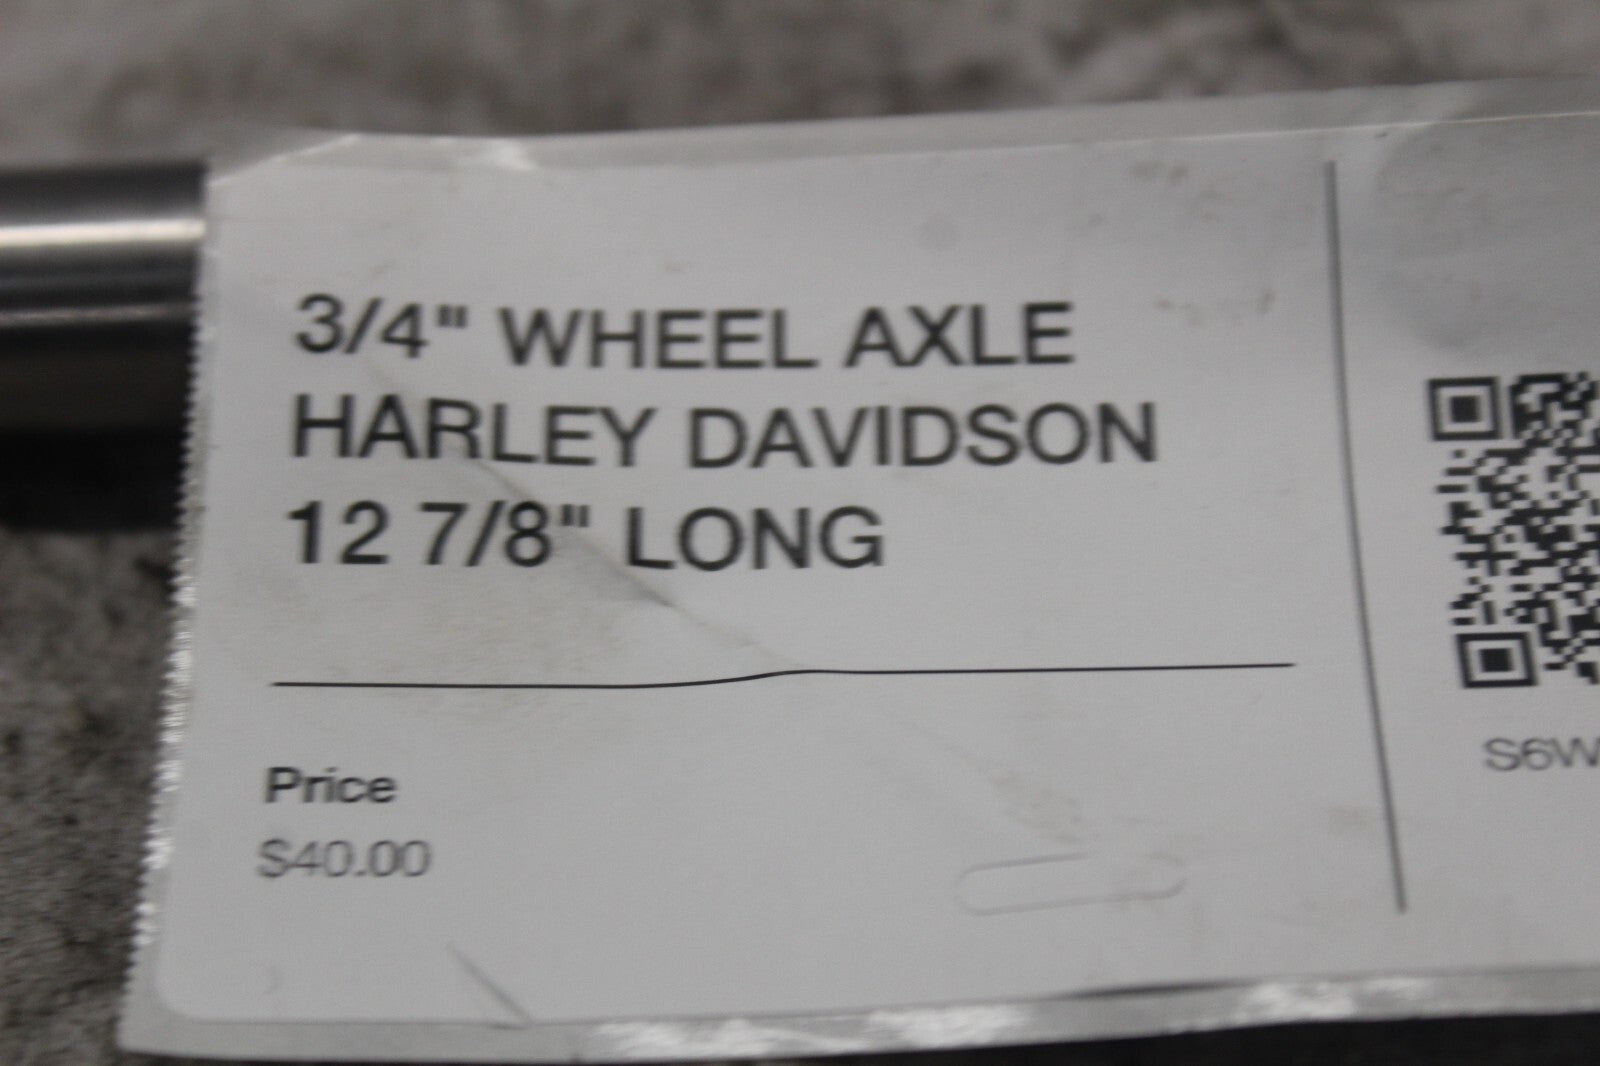 3/4" WHEEL AXLE
HARLEY DAVIDSON
12 7/8" LONG
Price
$40.00
S6W